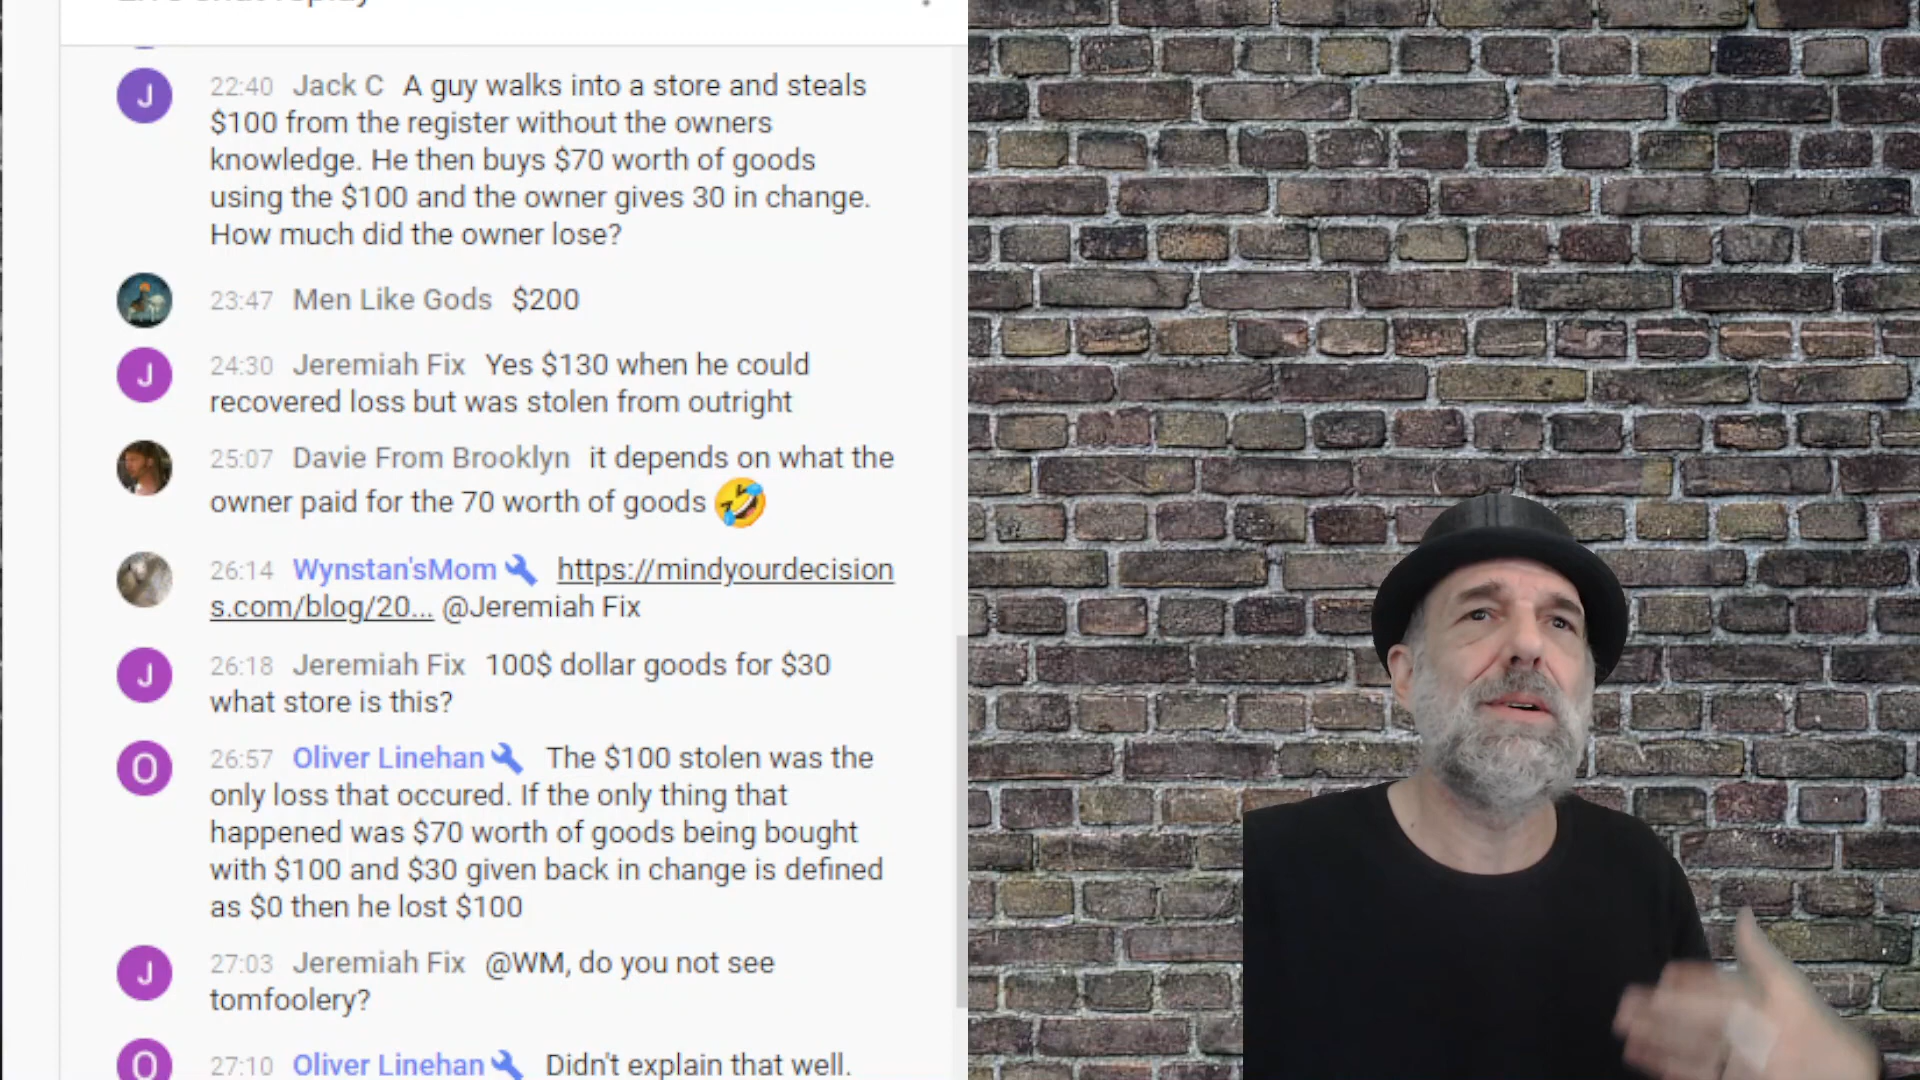 22:40 Jack C A guy walks into a store and steals
$100 from the register without the owners
knowledge. He then buys $70 worth of goods
using the $100 and the owner gives 30 in change.
How much did the owner lose?
23:47 Men Like Gods $200
24:30 Jeremiah Fix Yes $130 when he could
recovered loss but was stolen from outright
25:07 Davie From Brooklyn it depends on what the
owner paid for the 70 worth of goods 🤣
26:14 Wynstan'sMom https://mindyourdecision
s.com/blog/20... @Jeremiah Fix
26:18 Jeremiah Fix 100$ dollar goods for $30
what store is this?
26:57 Oliver Linehan The $100 stolen was the
only loss that occured. If the only thing that
happened was $70 worth of goods being bought
with $100 and $30 given back in change is defined
as $0 then he lost $100
27:03 Jeremiah Fix @WM, do you not see
tomfoolery?
27:10 Oliver Linehan Didn't explain that well.